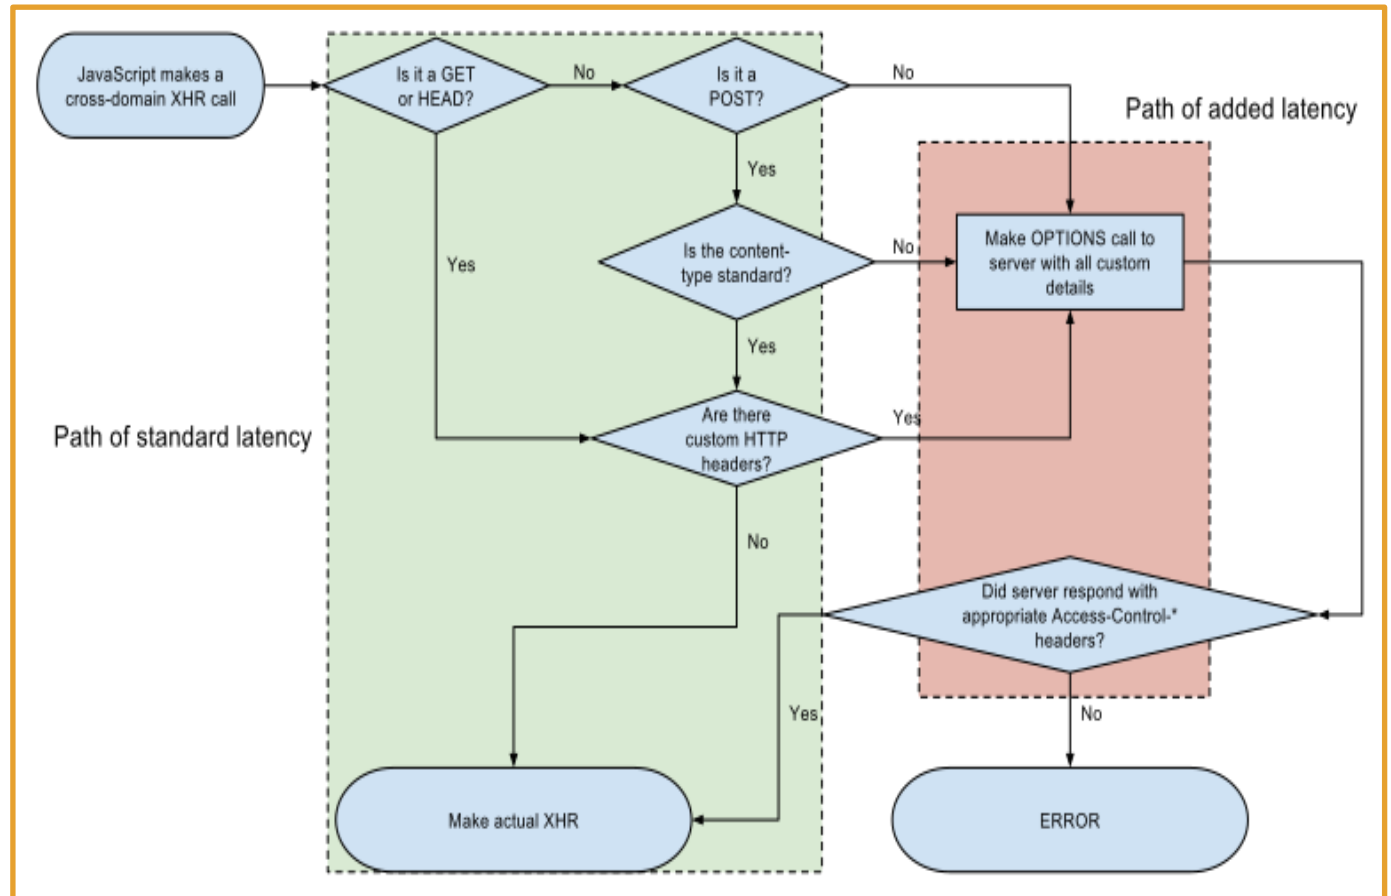 JavaScript makes a
cross-domain XHR call
Is it a GET
or HEAD?
No
Is it a
POST?
No
Path of added latency
Yes
Yes
Is the content-
type standard?
No
Make OPTIONS call to
server with all custom
details
Yes
Path of standard latency
Are there
custom HTTP
headers?
Yes
No
Did server respond with
appropriate Access-Control-*
headers?
Yes
No
Make actual XHR
ERROR